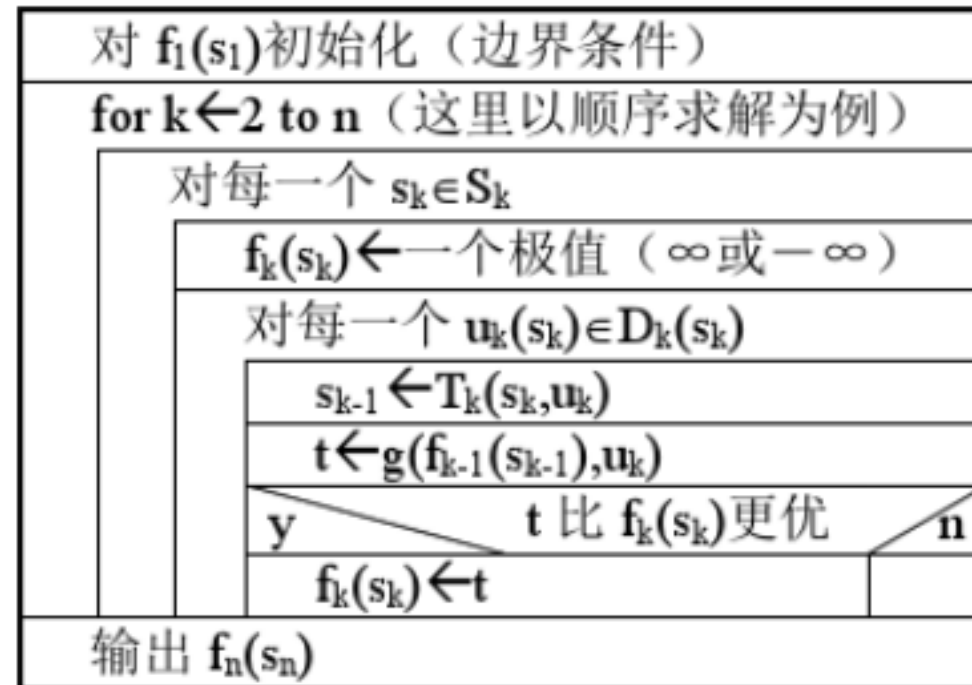 对 f₁(s₁)初始化（边界条件）
for k←2 to n（这里以顺序求解为例）
对每一个 sₖ∈Sₖ
fₖ(sₖ)←一个极值（∞或－∞）
对每一个 uₖ(sₖ)∈Dₖ(sₖ)
sₖ₋₁←Tₖ(sₖ,uₖ)
t←g(fₖ₋₁(sₖ₋₁),uₖ)
y t 比 fₖ(sₖ)更优 n
fₖ(sₖ)←t
输出 fₙ(sₙ)